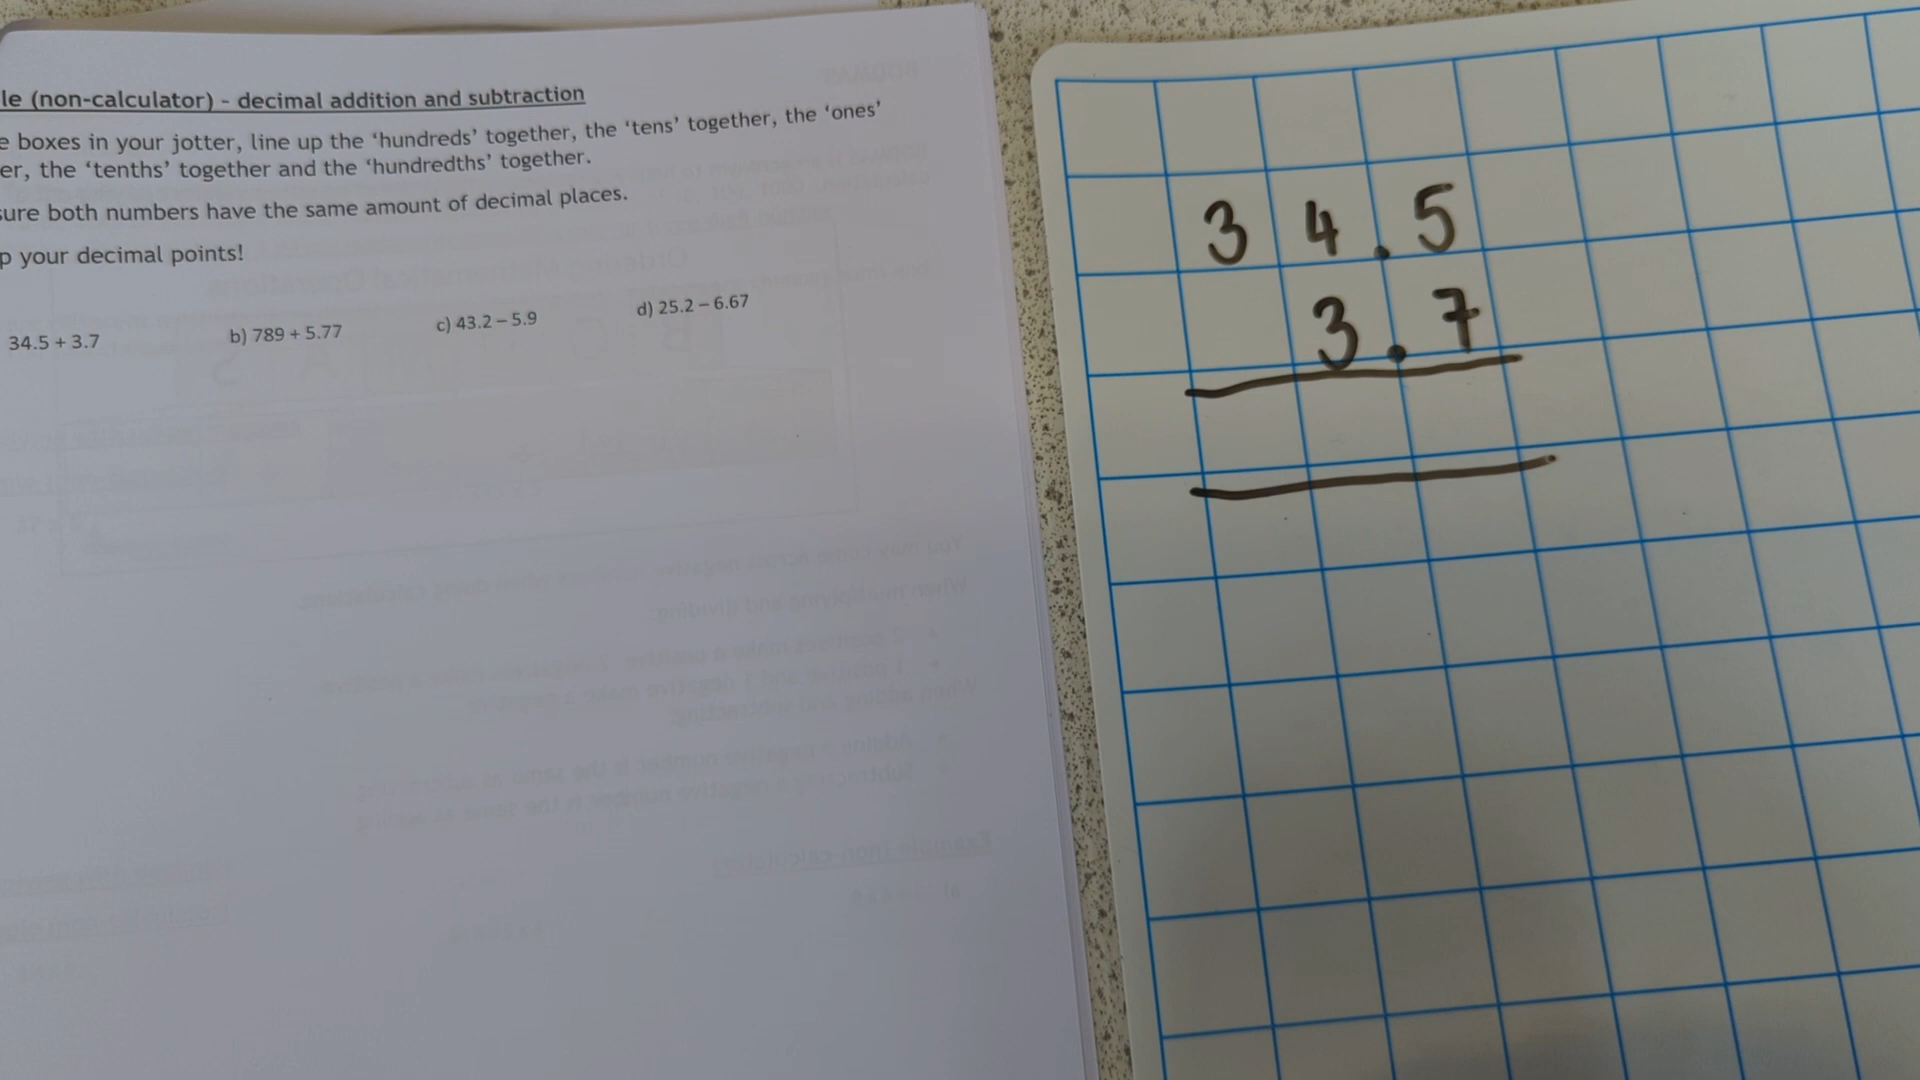 le (non-calculator) - decimal addition and subtraction
e boxes in your jotter, line up the ‘hundreds’ together, the ‘tens’ together, the ‘ones’
er, the ‘tenths’ together and the ‘hundredths’ together.
sure both numbers have the same amount of decimal places.
p your decimal points!
34.5 + 3.7 b) 789 + 5.77 c) 43.2 – 5.9 d) 25.2 – 6.67
3 4 . 5
3 . 7